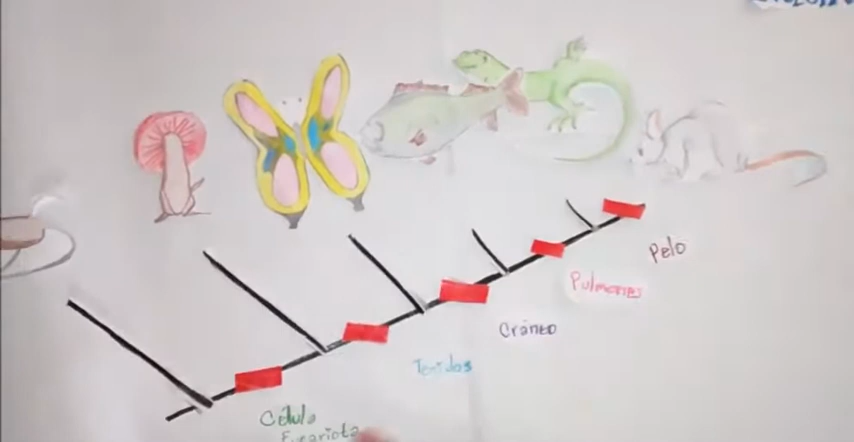 Pelo
Pulmones
Cráneo
Tejidos
Célula
Eucariota